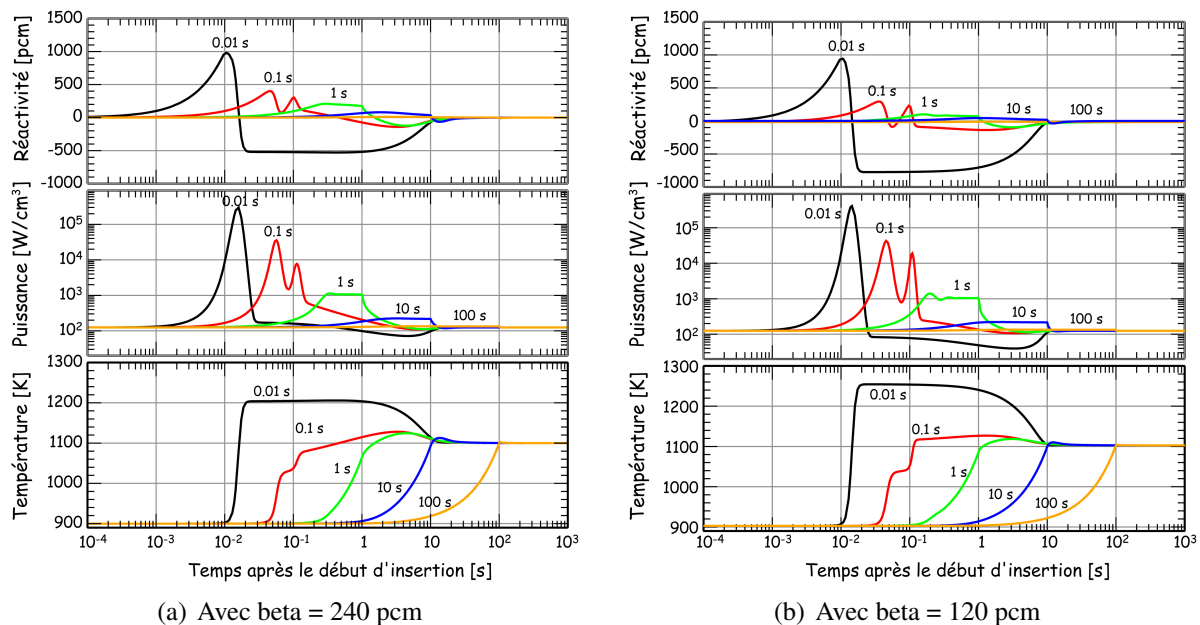 1500
1000
500
0
-500
-1000
Réactivité [pcm]
0.01 s
0.1 s
1 s
10⁵
10⁴
10³
10²
Puissance [W/cm³]
0.01 s
0.1 s
1 s
10 s
100 s
1300
1200
1100
1000
900
Température [K]
0.01 s
0.1 s
1 s
10 s
100 s
10⁻⁴
10⁻³
10⁻²
10⁻¹
1
10
10²
10³
Temps après le début d'insertion [s]
(a) Avec beta = 240 pcm
1500
1000
500
0
-500
-1000
Réactivité [pcm]
0.01 s
0.1 s
1 s
10 s
100 s
10⁵
10⁴
10³
10²
Puissance [W/cm³]
0.01 s
0.1 s
1 s
10 s
100 s
1300
1200
1100
1000
900
Température [K]
0.01 s
0.1 s
1 s
10 s
100 s
10⁻⁴
10⁻³
10⁻²
10⁻¹
1
10
10²
10³
Temps après le début d'insertion [s]
(b) Avec beta = 120 pcm